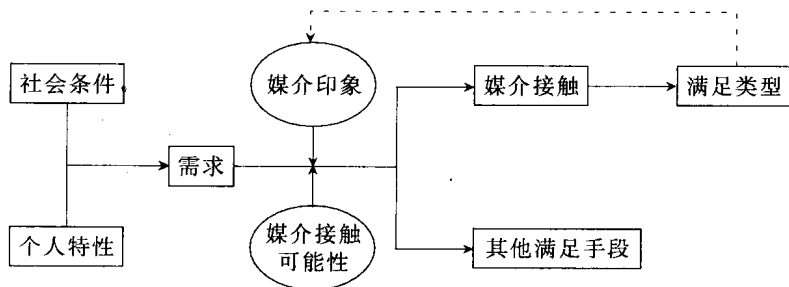 社会条件
媒介印象
媒介接触
满足类型
需求
个人特性
媒介接触
可能性
其他满足手段